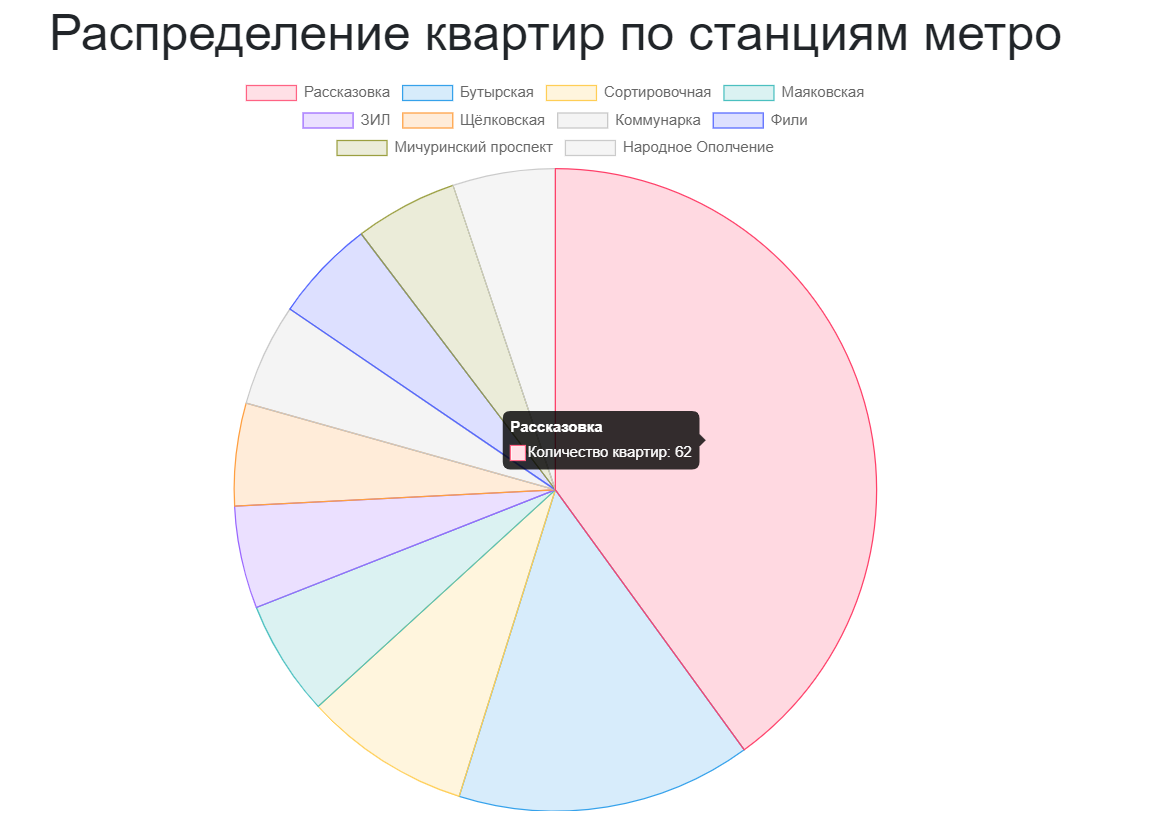 Распределение квартир по станциям метро
Рассказовка Бутырская Сортировочная Маяковская
ЗИЛ Щёлковская Коммунарка Фили
Мичуринский проспект Народное Ополчение
Рассказовка
Количество квартир: 62